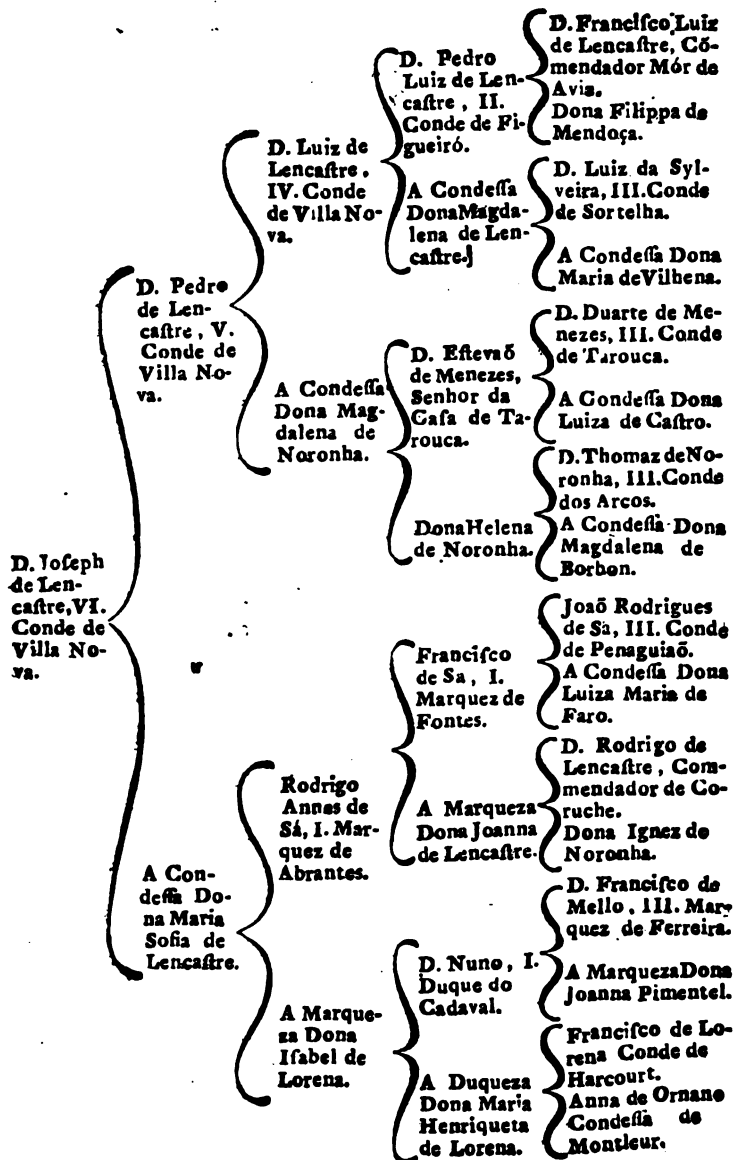 D. Joſeph
de Len-
caſtre, VI.
Conde de
Villa No-
va.
D. Pedro
de Len-
caſtre, V.
Conde de
Villa No-
va.
A Con-
deſſa Do-
na Maria
Sofia de
Lencaſtre.
D. Luiz de
Lencaſtre,
IV. Conde
de Villa No-
va.
A Condeſſa
Dona Mag-
dalena de
Noronha.
Rodrigo
Annes de
Sá, I. Mar-
quez de
Abrantes.
A Marque-
za Dona
Iſabel de
Lorena.
D. Pedro
Luiz de Len-
caſtre, II.
Conde de Fi-
gueiró.
A Condeſſa
Dona Magda-
lena de Len-
caſtre.]
D. Eſtevaõ
de Menezes,
Senhor da
Caſa de Ta-
rouca.
Dona Helena
de Noronha.
Franciſco
de Sa, I.
Marquez de
Fontes.
A Marqueza
Dona Joanna
de Lencaſtre.
D. Nuno, I.
Duque do
Cadaval.
A Duqueza
Dona Maria
Henriqueta
de Lorena.
D. Franciſco Luiz
de Lencaſtre, Cõ-
mendador Mór de
Avis.
Dona Filippa de
Mendoça.
D. Luiz da Syl-
veira, III. Conde
de Sortelha.
A Condeſſa Dona
Maria de Vilhena.
D. Duarte de Me-
nezes, III. Conde
de Tarouca.
A Condeſſa Dona
Luiza de Caſtro.
D. Thomaz de No-
ronha, III. Conde
dos Arcos.
A Condeſſa Dona
Magdalena de
Borbon.
Joaõ Rodrigues
de Sa, III. Conde
de Penaguiaõ.
A Condeſſa Dona
Luiza Maria de
Faro.
D. Rodrigo de
Lencaſtre, Com-
mendador de Co-
ruche.
Dona Ignez de
Noronha.
D. Franciſco de
Mello, III. Mar-
quez de Ferreira.
A Marqueza Dona
Joanna Pimentel.
Franciſco de Lo-
rena Conde de
Harcourt.
Anna de Ornano
Condeſſa de
Montleur.